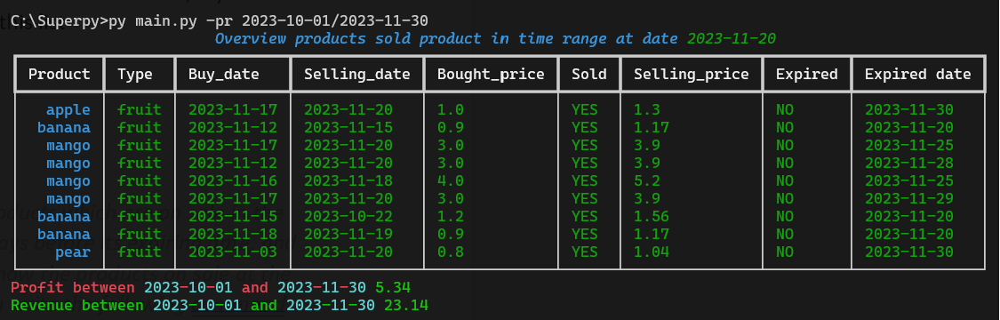 C:\Superpy>py main.py -pr 2023-10-01/2023-11-30
Overview products sold product in time range at date 2023-11-20
Product Type Buy_date Selling_date Bought_price Sold Selling_price Expired Expired date
apple fruit 2023-11-17 2023-11-20 1.0 YES 1.3 NO 2023-11-30
banana fruit 2023-11-12 2023-11-15 0.9 YES 1.17 NO 2023-11-20
mango fruit 2023-11-17 2023-11-20 3.0 YES 3.9 NO 2023-11-25
mango fruit 2023-11-12 2023-11-20 3.0 YES 3.9 NO 2023-11-28
mango fruit 2023-11-16 2023-11-18 4.0 YES 5.2 NO 2023-11-25
mango fruit 2023-11-17 2023-11-20 3.0 YES 3.9 NO 2023-11-29
banana fruit 2023-11-15 2023-10-22 1.2 YES 1.56 NO 2023-11-20
banana fruit 2023-11-18 2023-11-19 0.9 YES 1.17 NO 2023-11-20
pear fruit 2023-11-03 2023-11-20 0.8 YES 1.04 NO 2023-11-30
Profit between 2023-10-01 and 2023-11-30 5.34
Revenue between 2023-10-01 and 2023-11-30 23.14